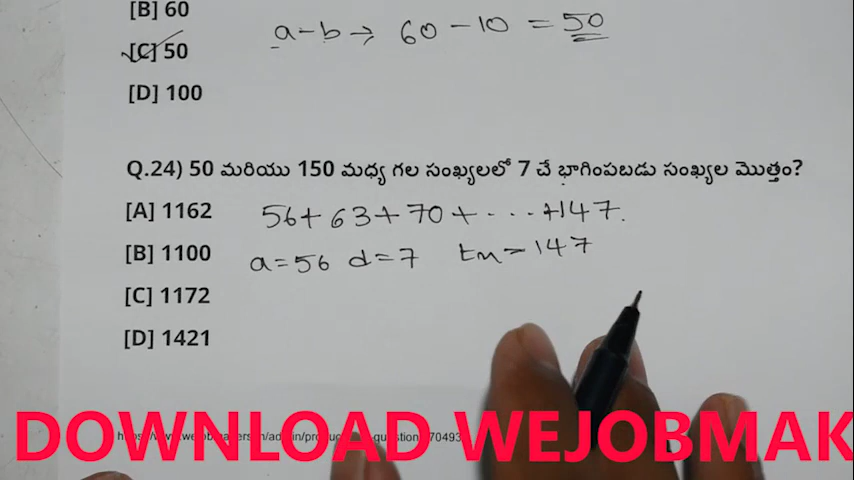 [B] 60
a-b → 60-10 = 50
[C] 50
[D] 100
Q.24) 50 మరియు 150 మధ్య గల సంఖ్యలలో 7 చే భాగింపబడు సంఖ్యల మొత్తం?
[A] 1162
56+63+70+...+147.
[B] 1100
a=56 d=7 tn=147
[C] 1172
[D] 1421
DOWNLOAD WEJOBMAK